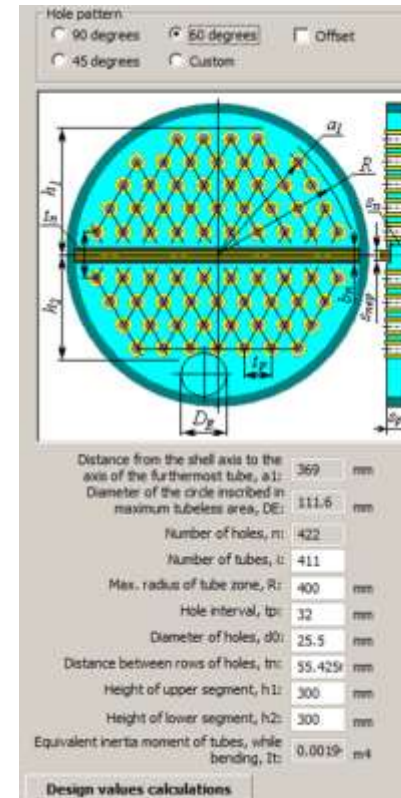 Hole pattern
90 degrees 60 degrees Offset
45 degrees Custom
a1
R
h1
h2
DE
Distance from the shell axis to the
axis of the furthermost tube, a1: 369 mm
Diameter of the circle inscribed in
maximum tubeless area, DE: 111.6 mm
Number of holes, n: 422
Number of tubes, i: 411
Max. radius of tube zone, R: 400 mm
Hole interval, tp: 32 mm
Diameter of holes, d0: 25.5 mm
Distance between rows of holes, tn: mm
Height of upper segment, h1: 300 mm
Height of lower segment, h2: 300 mm
Equivalent inertia moment of tubes, while
bending, It: m4
Design values calculations